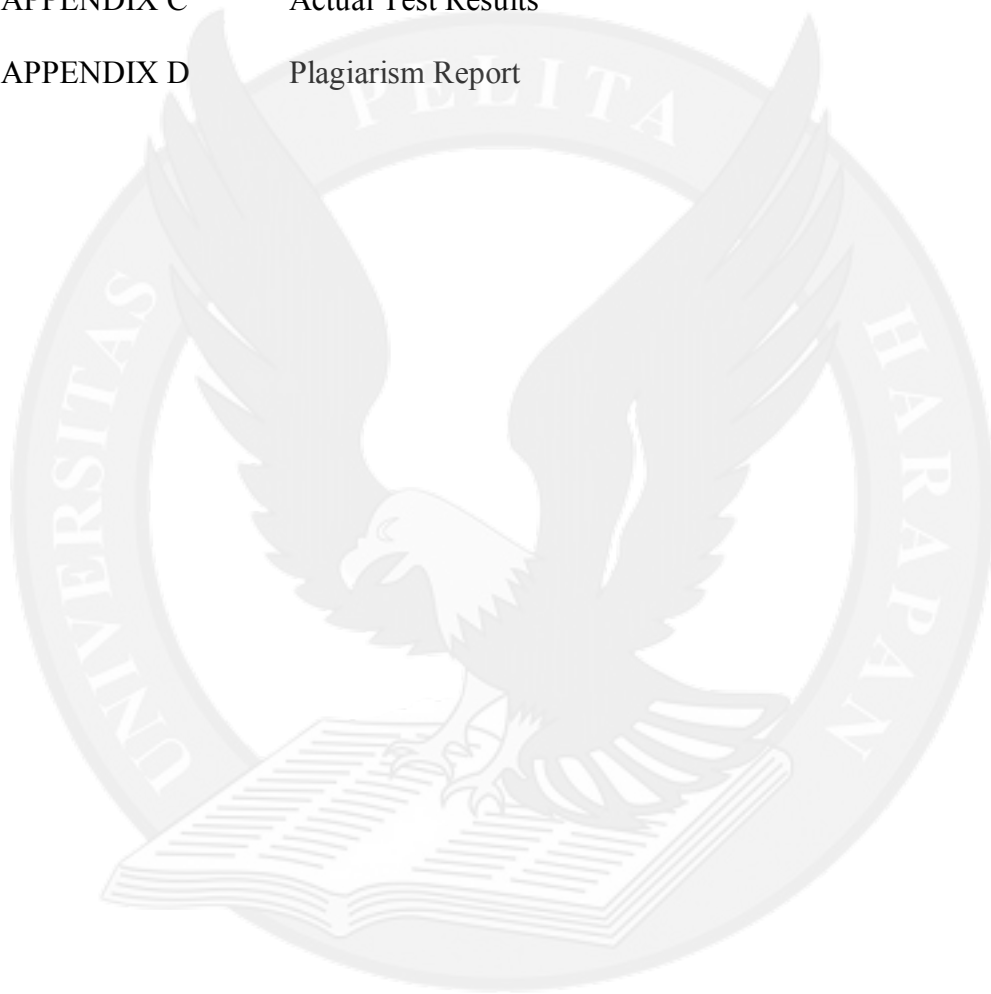 APPENDIX C Actual Test Results
APPENDIX D Plagiarism Report
UNIVERSITAS PELITA HARAPAN